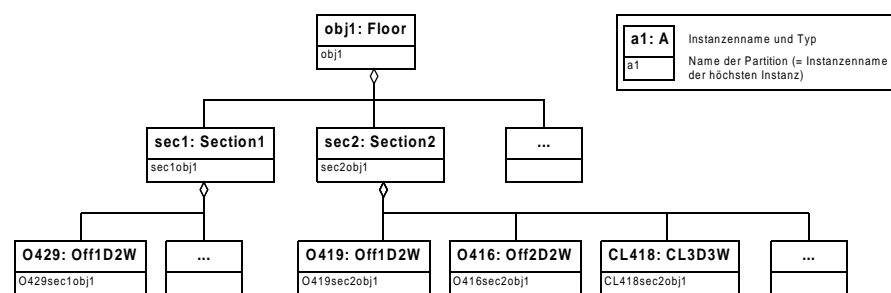 obj1: Floor
obj1
a1: A
Instanzenname und Typ
a1
Name der Partition (= Instanzenname
der höchsten Instanz)
sec1: Section1
sec1obj1
sec2: Section2
sec2obj1
...
O429: Off1D2W
O429sec1obj1
...
O419: Off1D2W
O419sec2obj1
O416: Off2D2W
O416sec2obj1
CL418: CL3D3W
CL418sec2obj1
...